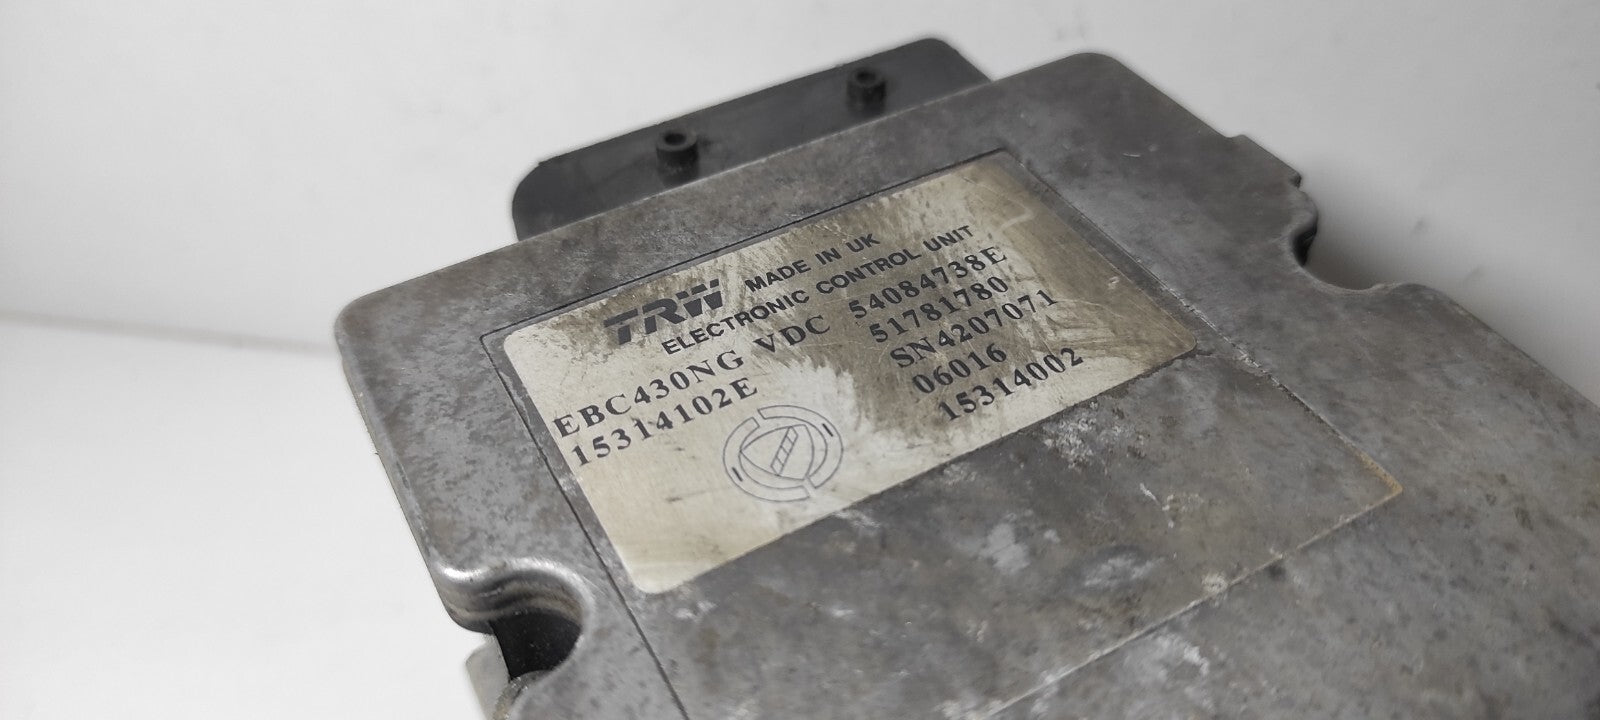 TRW MADE IN UK
ELECTRONIC CONTROL UNIT
EBC430NG VDC 54084738E
15314102E 51781780
SN4207071
06016
15314002